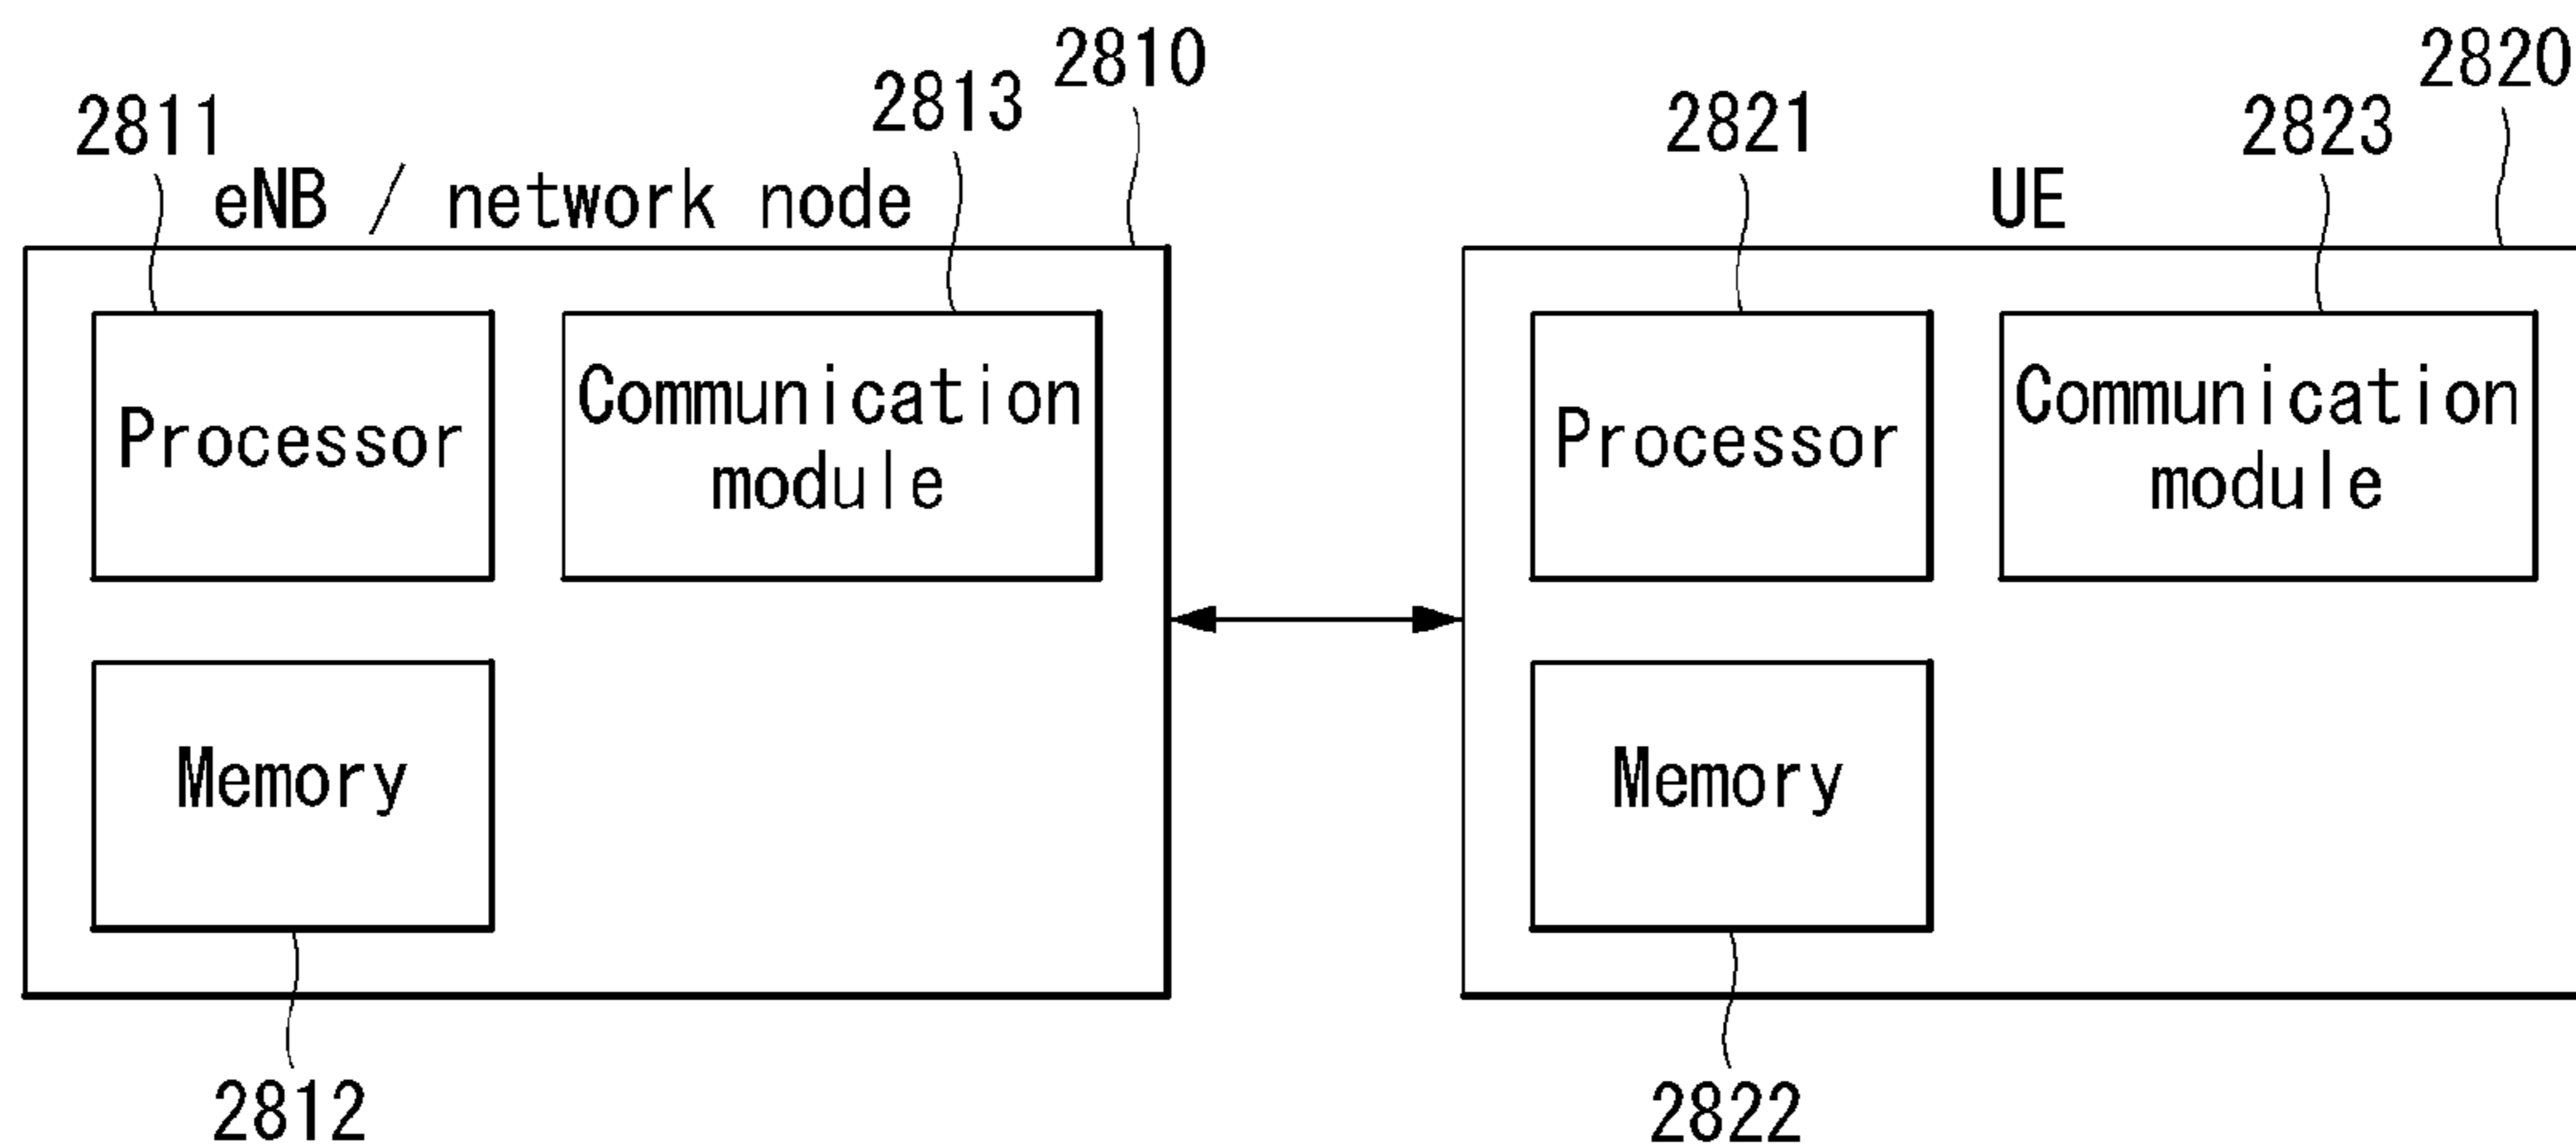 2810
2813
2811
eNB / network node
Processor
Communication
module
Memory
2812
2820
2821
2823
UE
Processor
Communication
module
Memory
2822